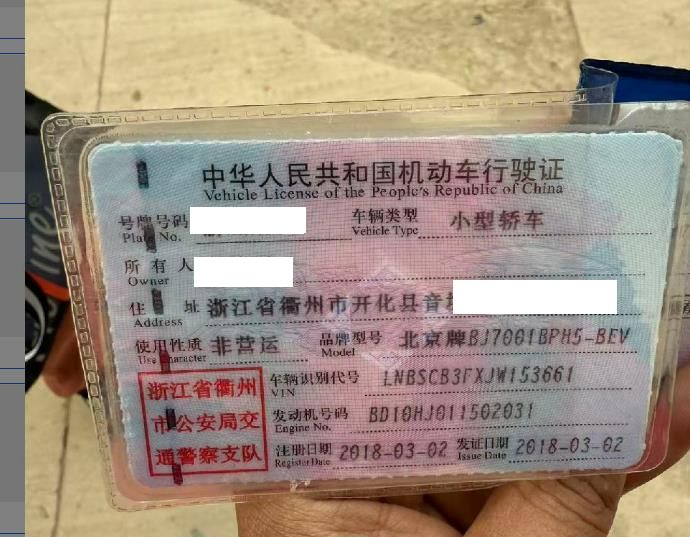 中华人民共和国机动车行驶证
Vehicle License of the People's Republic of China
号牌号码 车辆类型 小型轿车
Plate No. Vehicle Type
所有人
Owner
住址 浙江省衢州市开化县音
Address
使用性质 非营运 品牌型号 北京牌BJ7001BPH5-BEV
Use Character Model
浙江省衢州
市公安局交
通警察支队
车辆识别代号 LNBSCB3FXJW153661
VIN
发动机号码 BD10HJ011502031
Engine No.
注册日期 2018-03-02 发证日期 2018-03-02
Register Date Issue Date